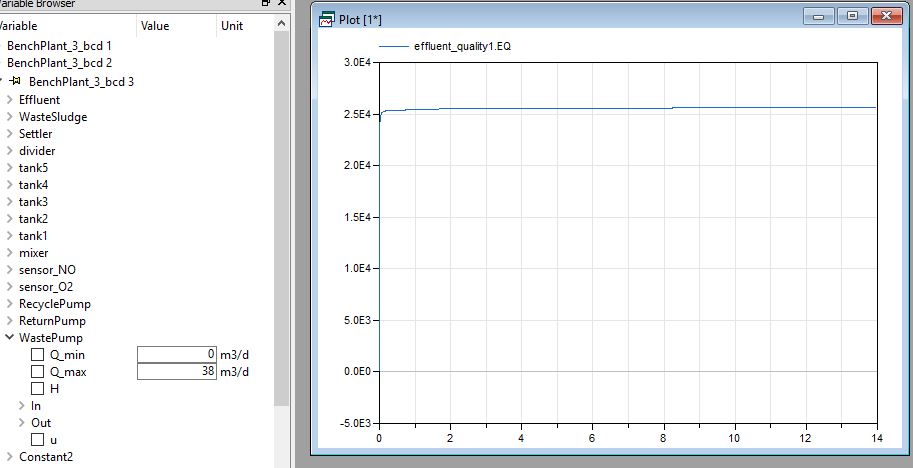 Variable Browser
Variable Value Unit
BenchPlant_3_bcd 1
BenchPlant_3_bcd 2
BenchPlant_3_bcd 3
Effluent
WasteSludge
Settler
divider
tank5
tank4
tank3
tank2
tank1
mixer
sensor_NO
sensor_O2
RecyclePump
ReturnPump
WastePump
Q_min 0 m3/d
Q_max 38 m3/d
H
In
Out
u
Constant2
Plot [1*]
effluent_quality1.EQ
3.0E4
2.5E4
2.0E4
1.5E4
1.0E4
5.0E3
0.0E0
-5.0E3
0 2 4 6 8 10 12 14